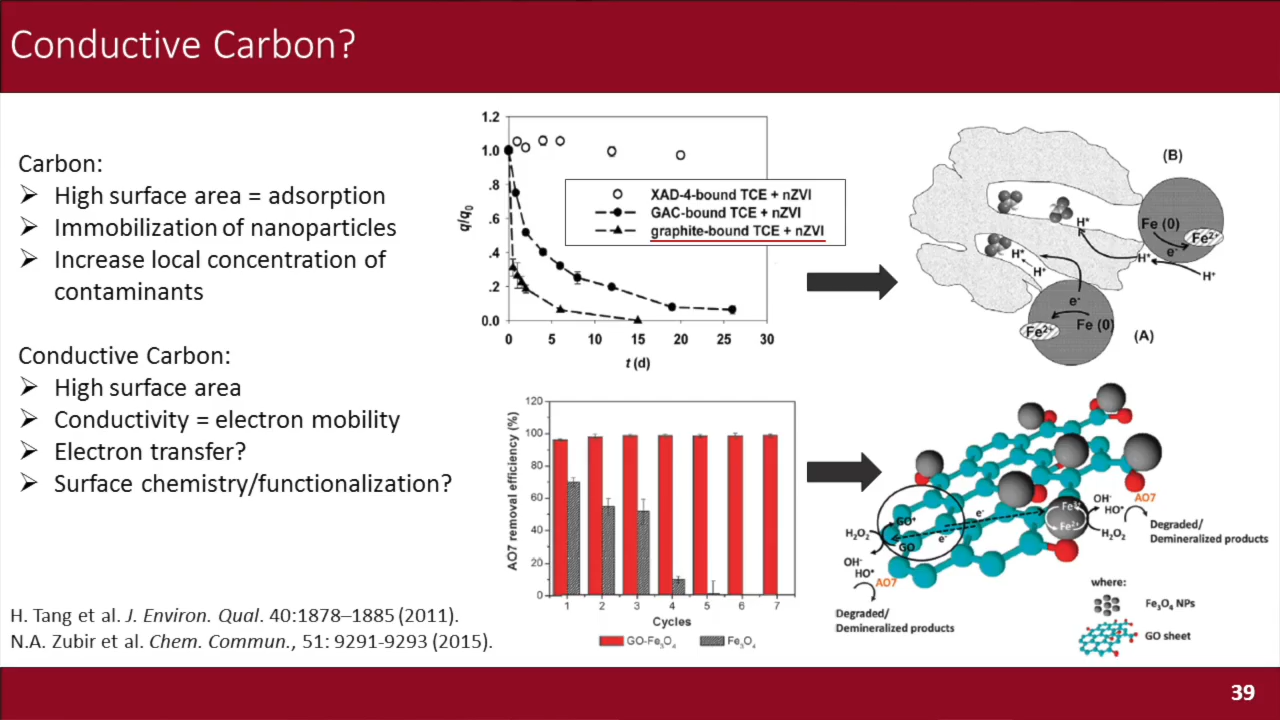 Conductive Carbon?
Carbon:
➢ High surface area = adsorption
➢ Immobilization of nanoparticles
➢ Increase local concentration of
contaminants
Conductive Carbon:
➢ High surface area
➢ Conductivity = electron mobility
➢ Electron transfer?
➢ Surface chemistry/functionalization?
H. Tang et al. J. Environ. Qual. 40:1878–1885 (2011).
N.A. Zubir et al. Chem. Commun., 51: 9291-9293 (2015).
1.2
1.0
.8
.6
.4
.2
0.0
q/q₀
0 5 10 15 20 25 30
t (d)
XAD-4-bound TCE + nZVI
GAC-bound TCE + nZVI
graphite-bound TCE + nZVI
(B)
Fe (0)
Fe²⁺
e⁻
H*
H*
H⁺
H*
H*
e⁻
Fe (0)
Fe²⁺
(A)
120
100
80
60
40
20
0
AO7 removal efficiency (%)
1 2 3 4 5 6 7
Cycles
GO-Fe₃O₄ Fe₃O₄
H₂O₂
GO⁺
GO
e⁻
e⁻
OH⁻
HO•
AO7
Degraded/
Demineralized products
Fe²⁺
OH⁻
HO•
H₂O₂
AO7
Degraded/
Demineralized products
where:
Fe₃O₄ NPs
GO sheet
39